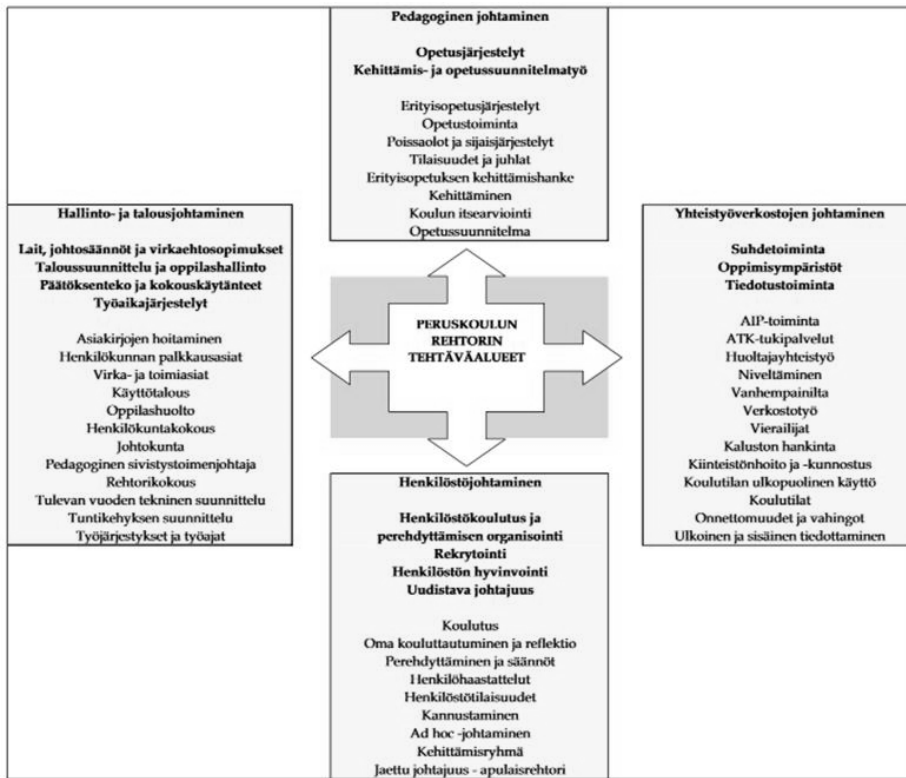 Pedagoginen johtaminen
Opetusjärjestelyt
Kehittämis- ja opetussuunnitelmatyö
Erityisopetusjärjestelyt
Opetustoiminta
Poissaolot ja sijaisjärjestelyt
Tilaisuudet ja juhlat
Erityisopetuksen kehittämishanke
Kehittäminen
Koulun itsearviointi
Opetussuunnitelma
Hallinto- ja talousjohtaminen
Lait, johtosäännöt ja virkaehtosopimukset
Taloussuunnittelu ja oppilashallinto
Päätöksenteko ja kokouskäytänteet
Työaikajärjestelyt
Asiakirjojen hoitaminen
Henkilökunnan palkkausasiat
Virka- ja toimiasiat
Käyttötalous
Oppilashuolto
Henkilökuntakokous
Johtokunta
Pedagoginen sivistystoimenjohtaja
Rehtorikokous
Tulevan vuoden tekninen suunnittelu
Tuntikehyksen suunnittelu
Työjärjestykset ja työajat
PERUSKOULUN
REHTORIN
TEHTÄVÄALUEET
Yhteistyöverkostojen johtaminen
Suhdetoiminta
Oppimisympäristöt
Tiedotustoiminta
AIP-toiminta
ATK-tukipalvelut
Huoltajayhteistyö
Niveltäminen
Vanhempainilta
Verkostotyö
Vierailijat
Kaluston hankinta
Kiinteistönhoito ja -kunnostus
Koulutilan ulkopuolinen käyttö
Koulutilat
Onnettomuudet ja vahingot
Ulkoinen ja sisäinen tiedottaminen
Henkilöstöjohtaminen
Henkilöstökoulutus ja
perehdyttämisen organisointi
Rekrytointi
Henkilöstön hyvinvointi
Uudistava johtajuus
Koulutus
Oma kouluttautuminen ja reflektio
Perehdyttäminen ja säännöt
Henkilöhaastattelut
Henkilöstötilaisuudet
Kannustaminen
Ad hoc -johtaminen
Kehittämisryhmä
Jaettu johtajuus - apulaisrehtori